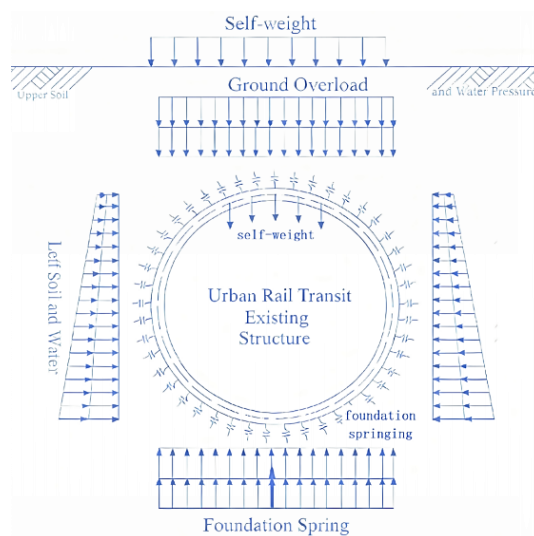 Self-weight
Upper Soil
and Water Pressure
Ground Overload
self-weight
Left Soil and Water
Urban Rail Transit
Existing
Structure
foundation
springing
Foundation Spring